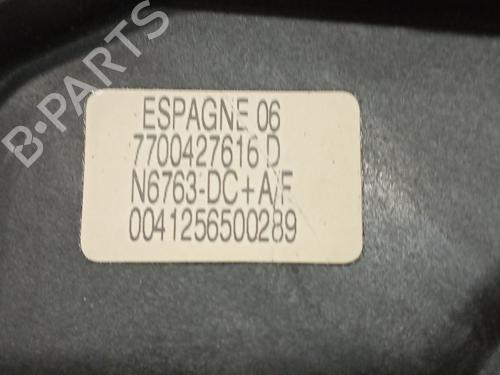 B-PARTS
ESPAGNE 06
7700427616 D
N6763-DC+A/F
0041256500289